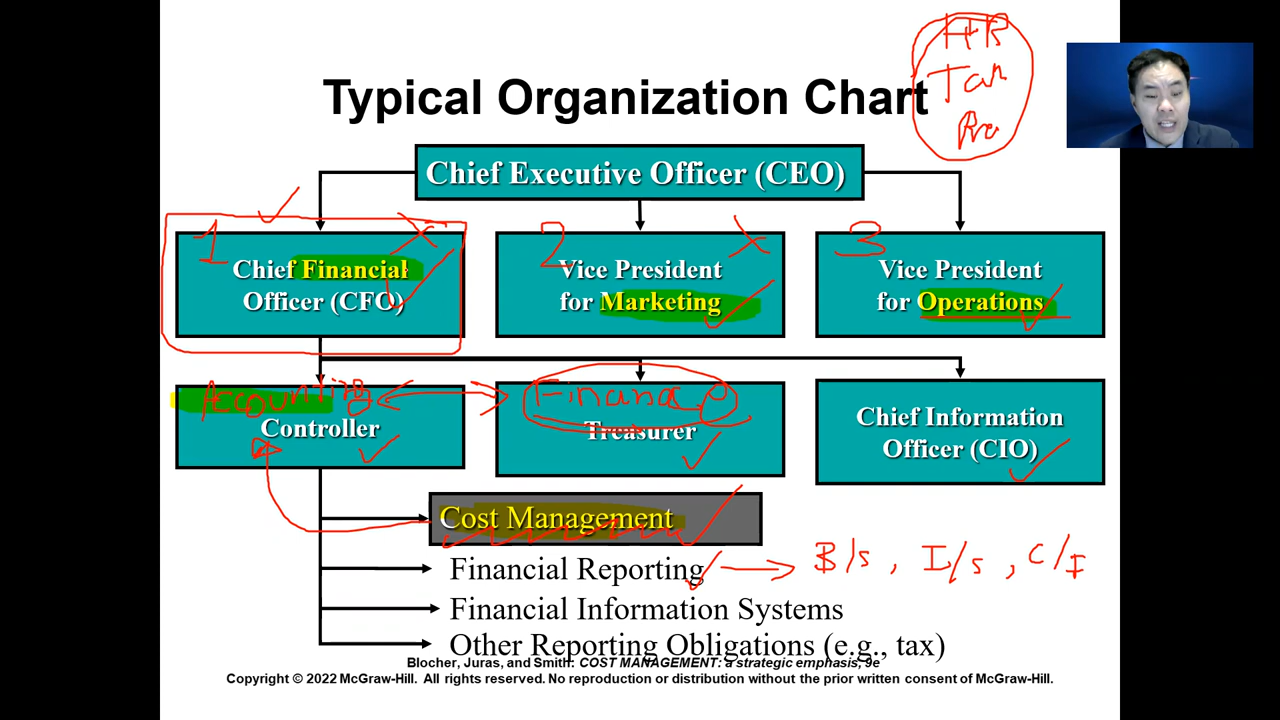 HR
Tax
Typical Organization Chart
Chief Executive Officer (CEO)
1
Chief Financial
Officer (CFO)
X
2
Vice President
for Marketing
X
3
Vice President
for Operations
Accounting
Controller
Finance
Treasurer
Chief Information
Officer (CIO)
Cost Management
Financial Reporting
B/S, I/S, C/F
Financial Information Systems
Other Reporting Obligations (e.g., tax)
Blocher, Juras, and Smith: COST MANAGEMENT: a strategic emphasis, 9e
Copyright © 2022 McGraw-Hill. All rights reserved. No reproduction or distribution without the prior written consent of McGraw-Hill.